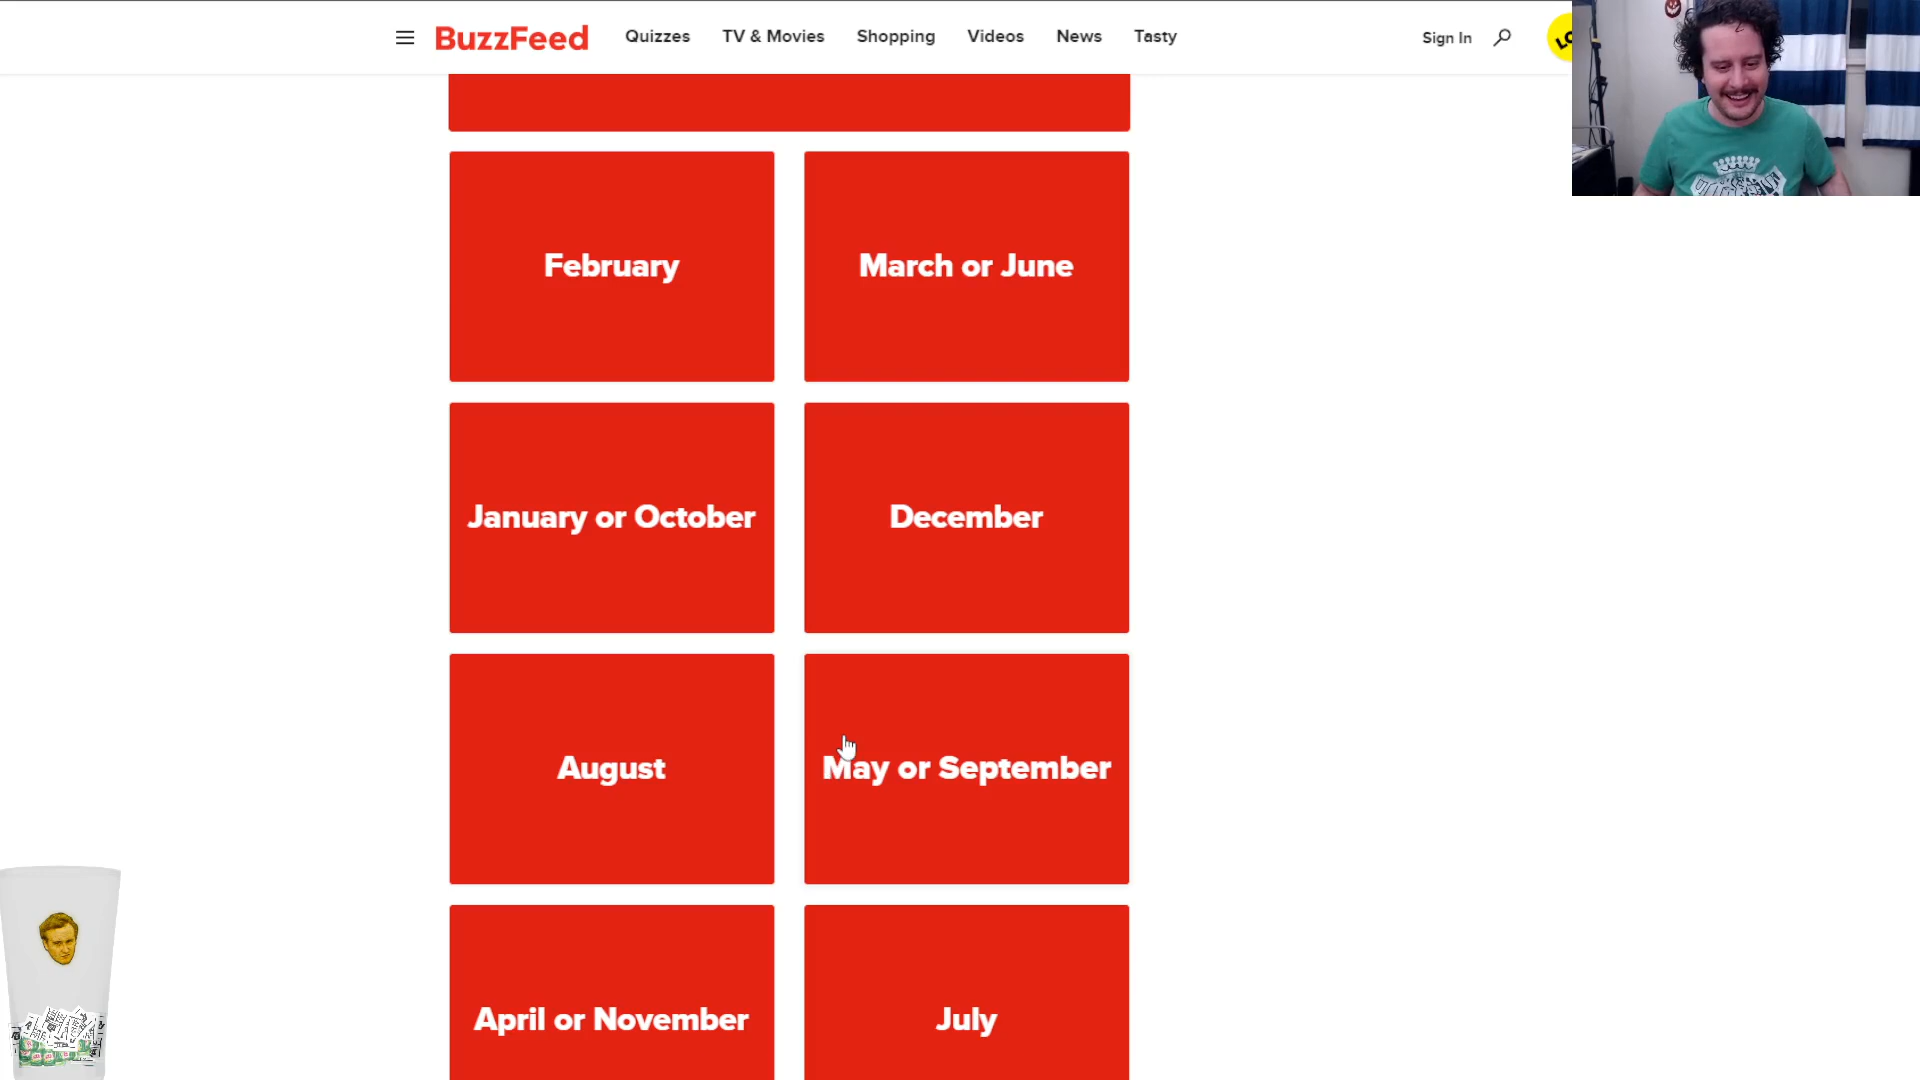 BuzzFeed Quizzes TV & Movies Shopping Videos News Tasty Sign In
February March or June
January or October December
August May or September
April or November July